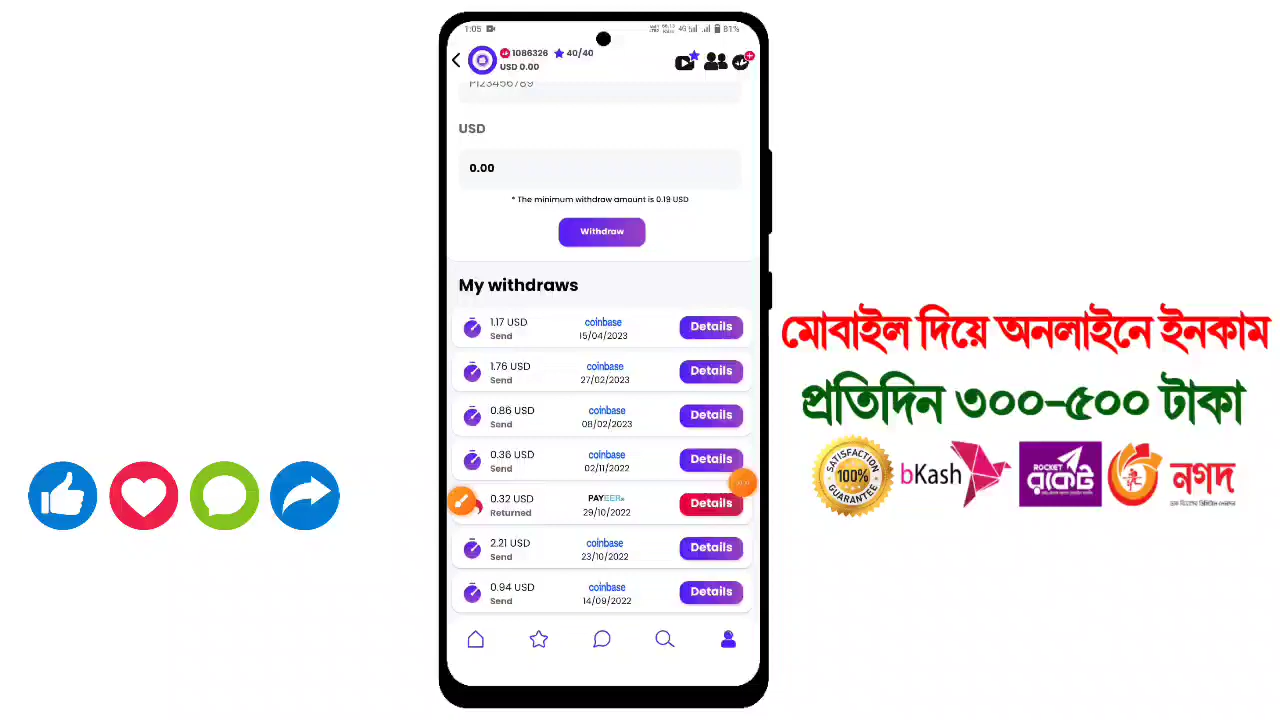 1:05
4G
81%
1086326 40/40
USD 0.00
P123456789
USD
0.00
* The minimum withdraw amount is 0.19 USD
Withdraw
My withdraws
1.17 USD coinbase Details
Send 15/04/2023
1.76 USD coinbase Details
Send 27/02/2023
0.86 USD coinbase Details
Send 08/02/2023
0.36 USD coinbase Details
Send 02/11/2022
0.32 USD PAYEER Details
Returned 29/10/2022
2.21 USD coinbase Details
Send 23/10/2022
0.94 USD coinbase Details
Send 14/09/2022
মোবাইল দিয়ে অনলাইনে ইনকাম
প্রতিদিন ৩০০-৫০০ টাকা
SATISFACTION
100%
GUARANTEE
bKash
ROCKET
রকেট
নগদ